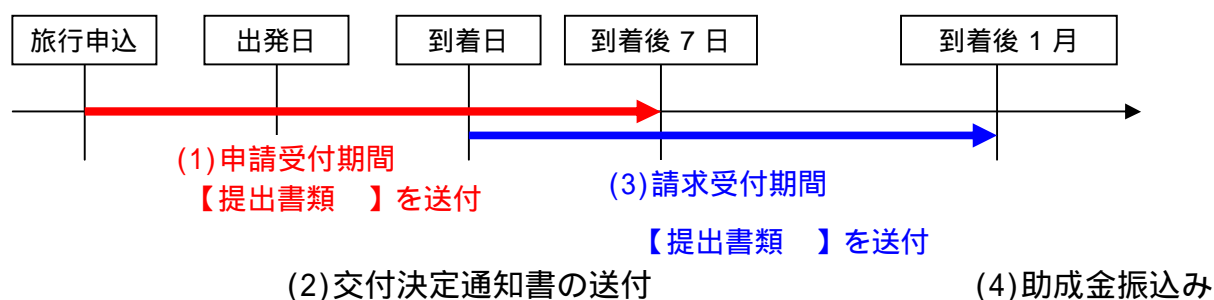 旅行申込 出発日 到着日 到着後 7 日 到着後 1 月
(1)申請受付期間
【提出書類　】を送付
(3)請求受付期間
【提出書類　】を送付
(2)交付決定通知書の送付 (4)助成金振込み